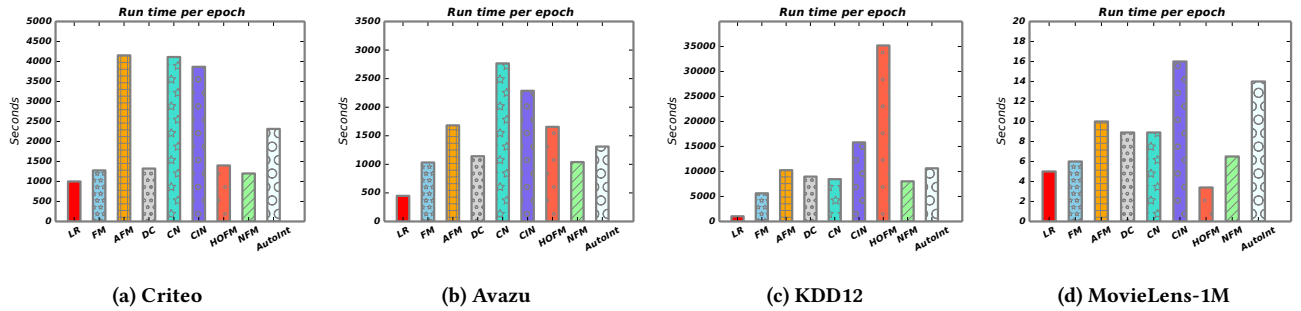 Run time per epoch
Seconds
5000
4500
4000
3500
3000
2500
2000
1500
1000
500
0
LR FM AFM DC CN CIN HOFM NFM AutoInt
(a) Criteo
Run time per epoch
Seconds
3500
3000
2500
2000
1500
1000
500
0
LR FM AFM DC CN CIN HOFM NFM AutoInt
(b) Avazu
Run time per epoch
Seconds
35000
30000
25000
20000
15000
10000
5000
0
LR FM AFM DC CN CIN HOFM NFM AutoInt
(c) KDD12
Run time per epoch
Seconds
20
18
16
14
12
10
8
6
4
2
0
LR FM AFM DC CN CIN HOFM NFM AutoInt
(d) MovieLens-1M